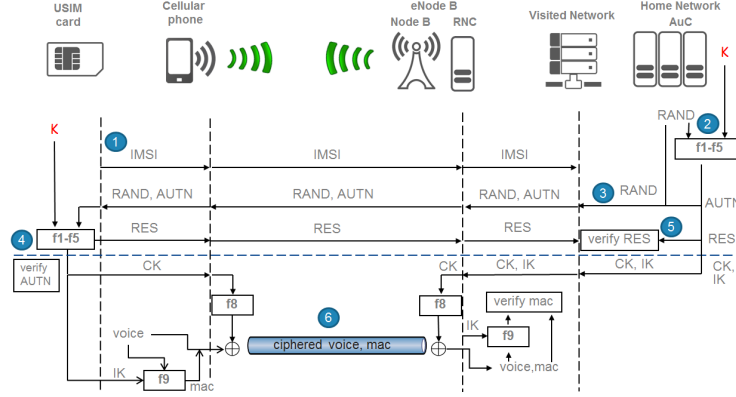 USIM
card
Cellular
phone
eNode B
Node B
RNC
Visited Network
Home Network
AuC
K
RAND
2
f1-f5
K
1
IMSI
IMSI
IMSI
RAND, AUTN
RAND, AUTN
RAND, AUTN
3
RAND
AUTN
4
f1-f5
RES
RES
RES
verify RES
5
RES
verify
AUTN
CK
CK
CK, IK
CK, IK
CK,
IK
f8
f8
verify mac
voice
6
ciphered voice, mac
IK
f9
IK
f9
mac
voice,mac